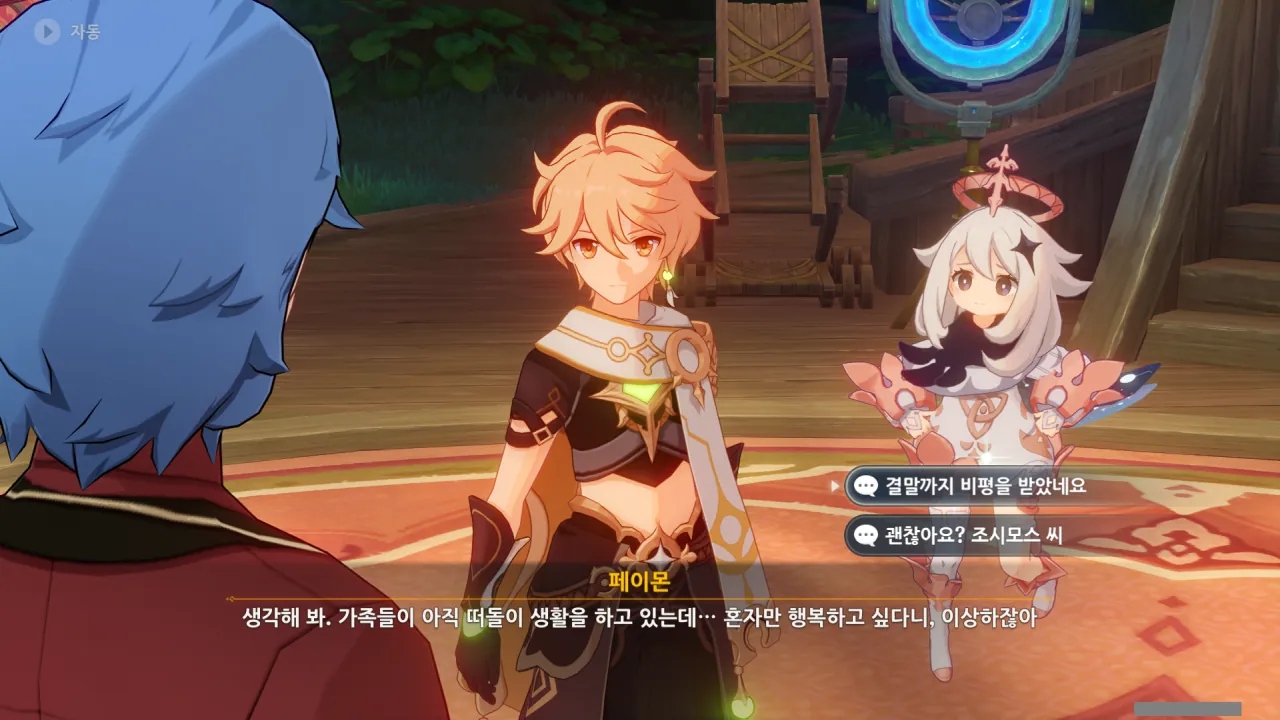 자동
결말까지 비평을 받았네요
괜찮아요? 조시모스 씨
페이몬
생각해 봐. 가족들이 아직 떠돌이 생활을 하고 있는데… 혼자만 행복하고 싶다니, 이상하잖아